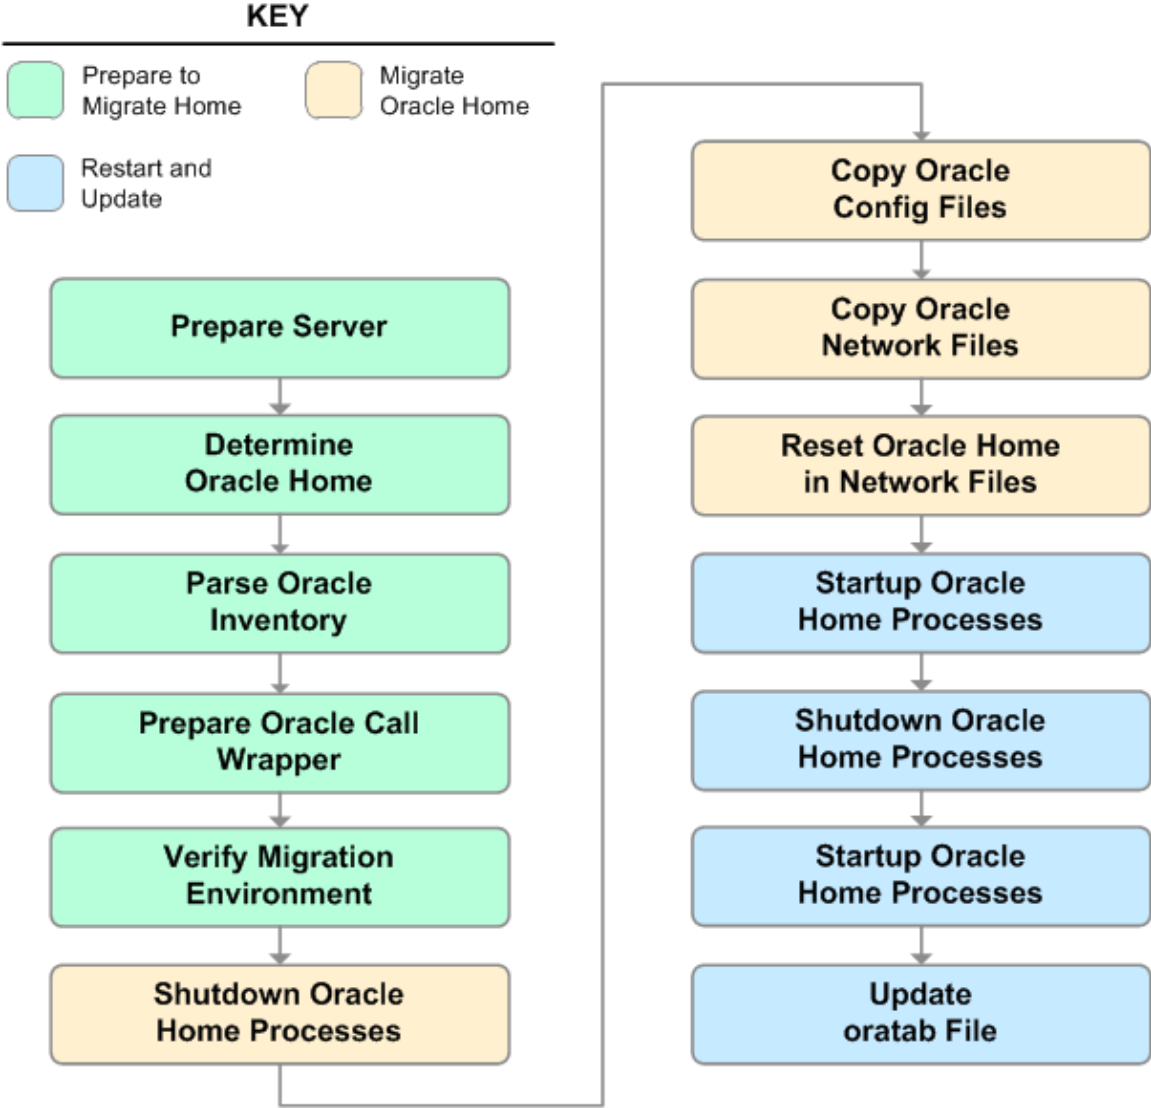 KEY
Prepare to
Migrate Home
Migrate
Oracle Home
Restart and
Update
Prepare Server
Determine
Oracle Home
Parse Oracle
Inventory
Prepare Oracle Call
Wrapper
Verify Migration
Environment
Shutdown Oracle
Home Processes
Copy Oracle
Config Files
Copy Oracle
Network Files
Reset Oracle Home
in Network Files
Startup Oracle
Home Processes
Shutdown Oracle
Home Processes
Startup Oracle
Home Processes
Update
oratab File